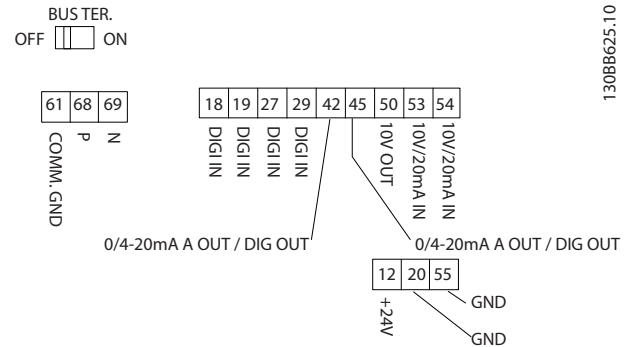 BUS TER.
OFF ON
130BB625.10
61 68 69
COMM. GND
P
N
18 19 27 29 42 45 50 53 54
DIGI IN
DIGI IN
DIGI IN
DIGI IN
10V OUT
10V/20mA IN
10V/20mA IN
0/4-20mA A OUT / DIG OUT
0/4-20mA A OUT / DIG OUT
12 20 55
+24V
GND
GND